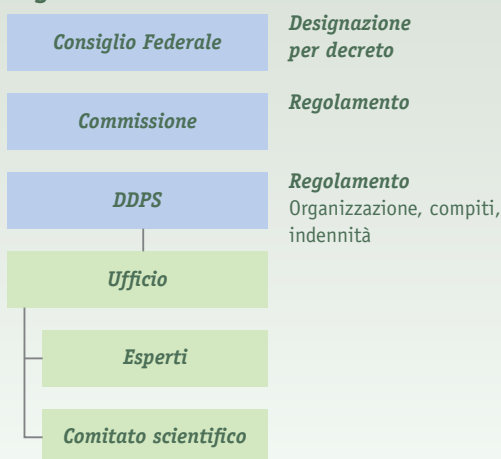 Consiglio Federale
Designazione
per decreto
Commissione
Regolamento
DDPS
Regolamento
Organizzazione, compiti,
indennità
Ufficio
Esperti
Comitato scientifico